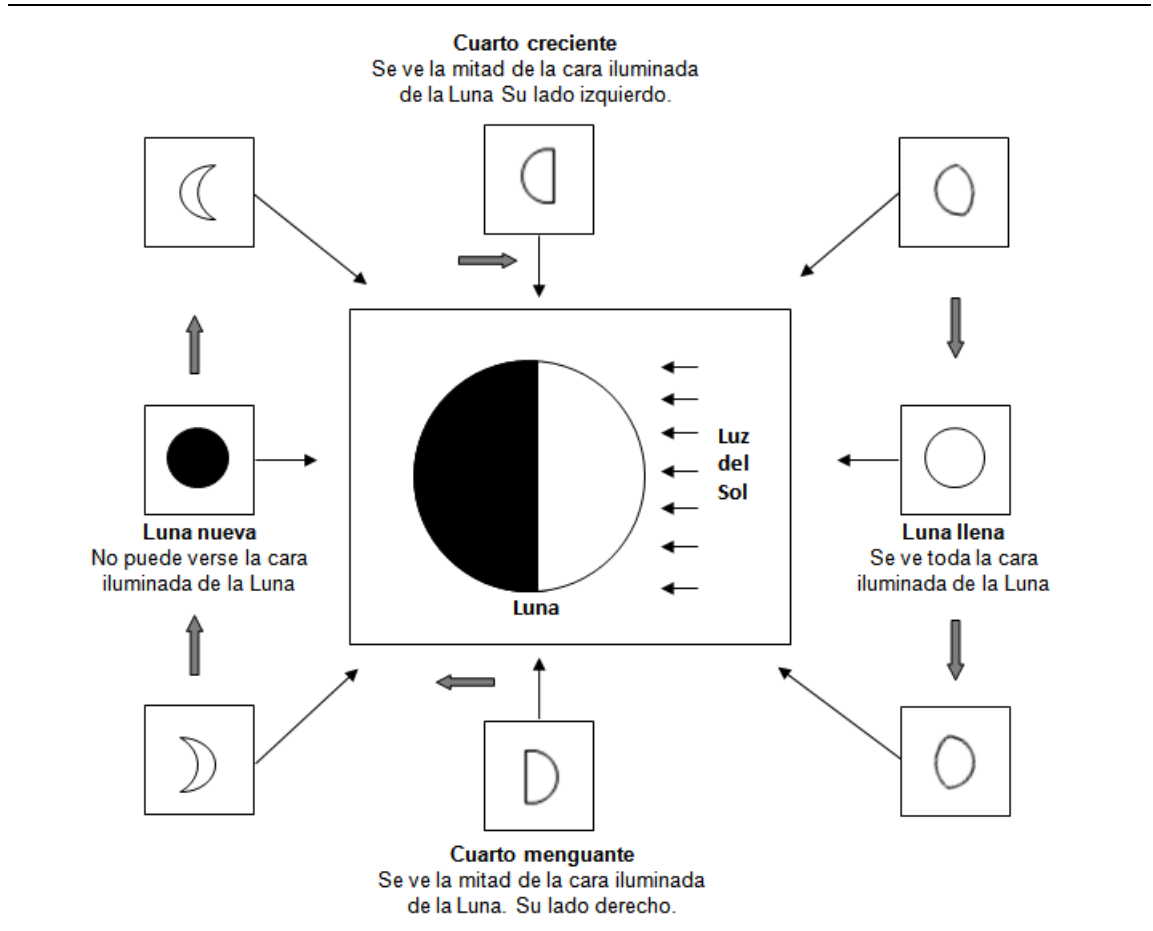 Cuarto creciente
Se ve la mitad de la cara iluminada
de la Luna Su lado izquierdo.
Luz
del
Sol
Luna nueva
No puede verse la cara
iluminada de la Luna
Luna llena
Se ve toda la cara
iluminada de la Luna
Luna
Cuarto menguante
Se ve la mitad de la cara iluminada
de la Luna. Su lado derecho.